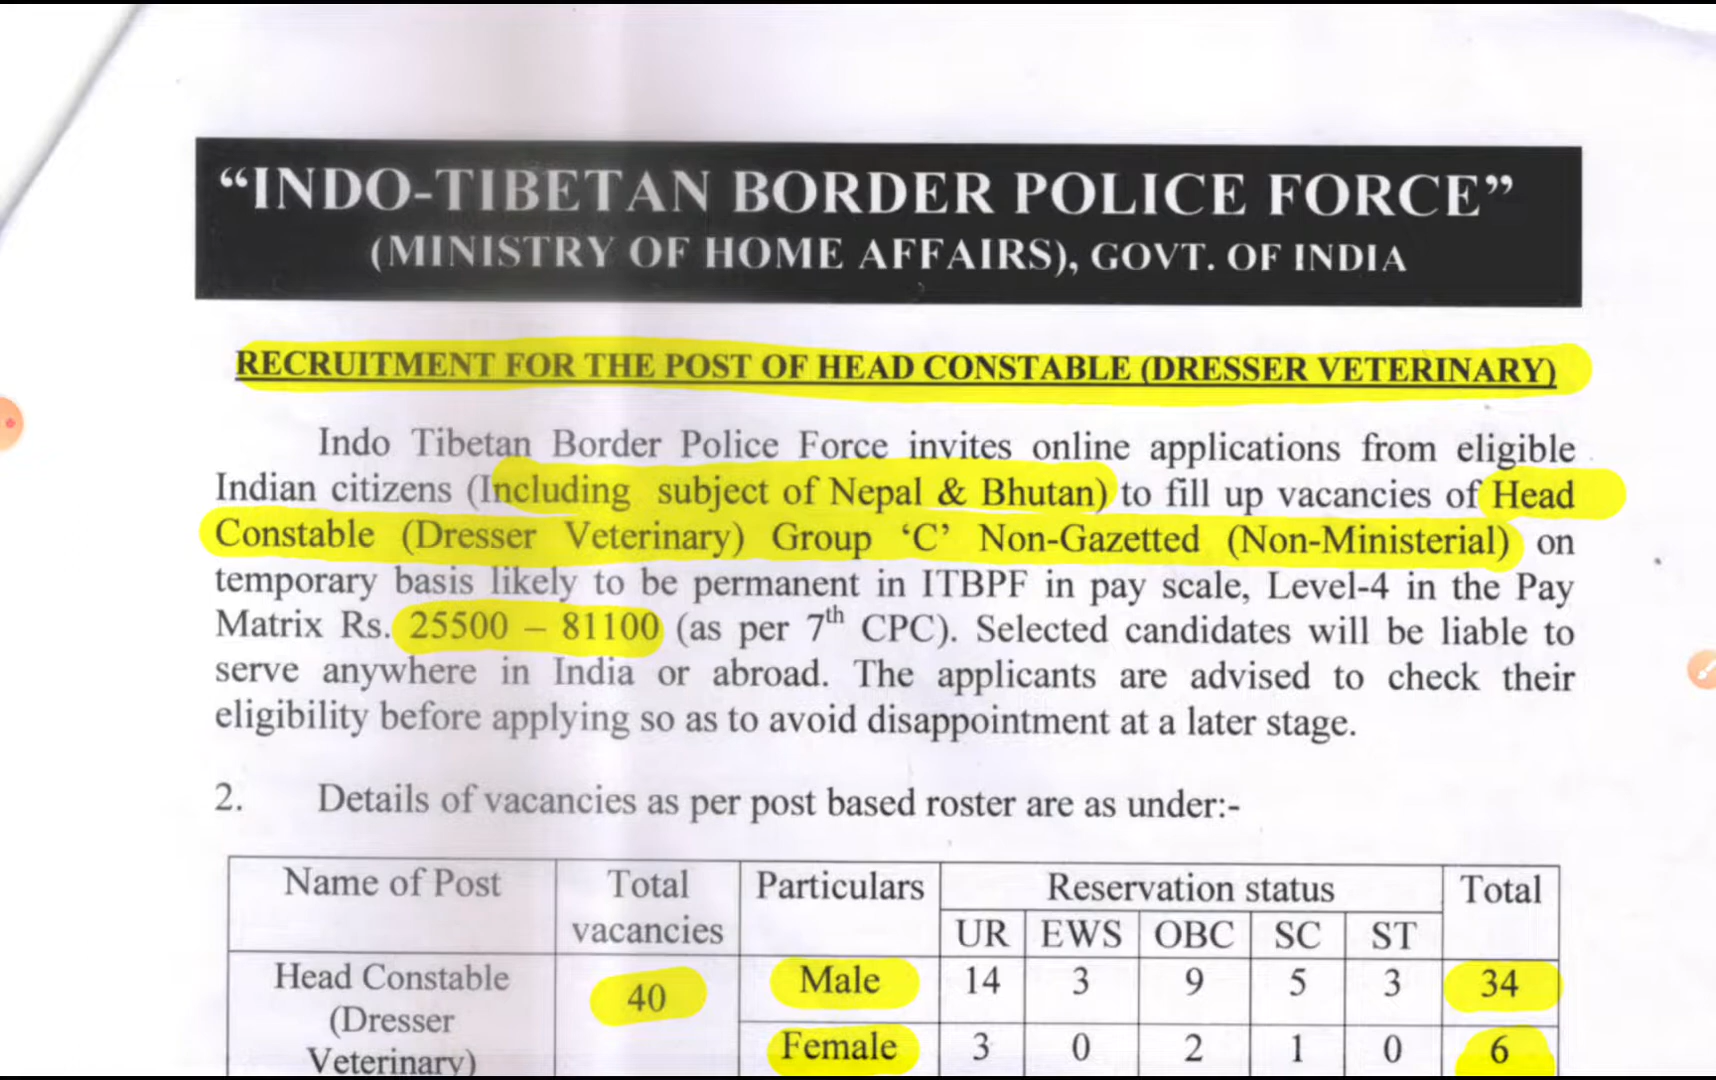 “INDO-TIBETAN BORDER POLICE FORCE”
(MINISTRY OF HOME AFFAIRS), GOVT. OF INDIA
RECRUITMENT FOR THE POST OF HEAD CONSTABLE (DRESSER VETERINARY)
Indo Tibetan Border Police Force invites online applications from eligible
Indian citizens (Including subject of Nepal & Bhutan) to fill up vacancies of Head
Constable (Dresser Veterinary) Group ‘C’ Non-Gazetted (Non-Ministerial) on
temporary basis likely to be permanent in ITBPF in pay scale, Level-4 in the Pay
Matrix Rs. 25500 – 81100 (as per 7th CPC). Selected candidates will be liable to
serve anywhere in India or abroad. The applicants are advised to check their
eligibility before applying so as to avoid disappointment at a later stage.
2. Details of vacancies as per post based roster are as under:-
Name of Post Total vacancies Particulars Reservation status Total
UR EWS OBC SC ST
Head Constable (Dresser Veterinary) 40 Male 14 3 9 5 3 34
Female 3 0 2 1 0 6